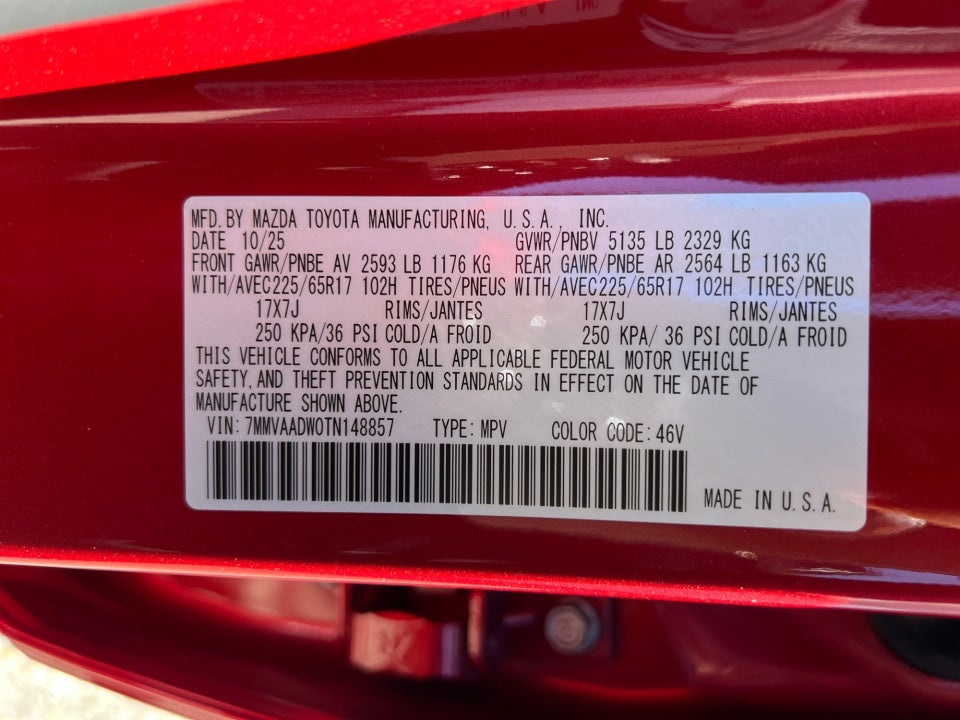 MFD. BY MAZDA TOYOTA MANUFACTURING, U.S.A., INC.
DATE 10/25 GVWR/PNBV 5135 LB 2329 KG
FRONT GAWR/PNBE AV 2593 LB 1176 KG REAR GAWR/PNBE AR 2564 LB 1163 KG
WITH/AVEC225/65R17 102H TIRES/PNEUS WITH/AVEC225/65R17 102H TIRES/PNEUS
17X7J RIMS/JANTES 17X7J RIMS/JANTES
250 KPA/36 PSI COLD/A FROID 250 KPA/ 36 PSI COLD/A FROID
THIS VEHICLE CONFORMS TO ALL APPLICABLE FEDERAL MOTOR VEHICLE
SAFETY, AND THEFT PREVENTION STANDARDS IN EFFECT ON THE DATE OF
MANUFACTURE SHOWN ABOVE.
VIN: 7MMVAADW0TN148857 TYPE: MPV COLOR CODE: 46V
MADE IN U.S.A.